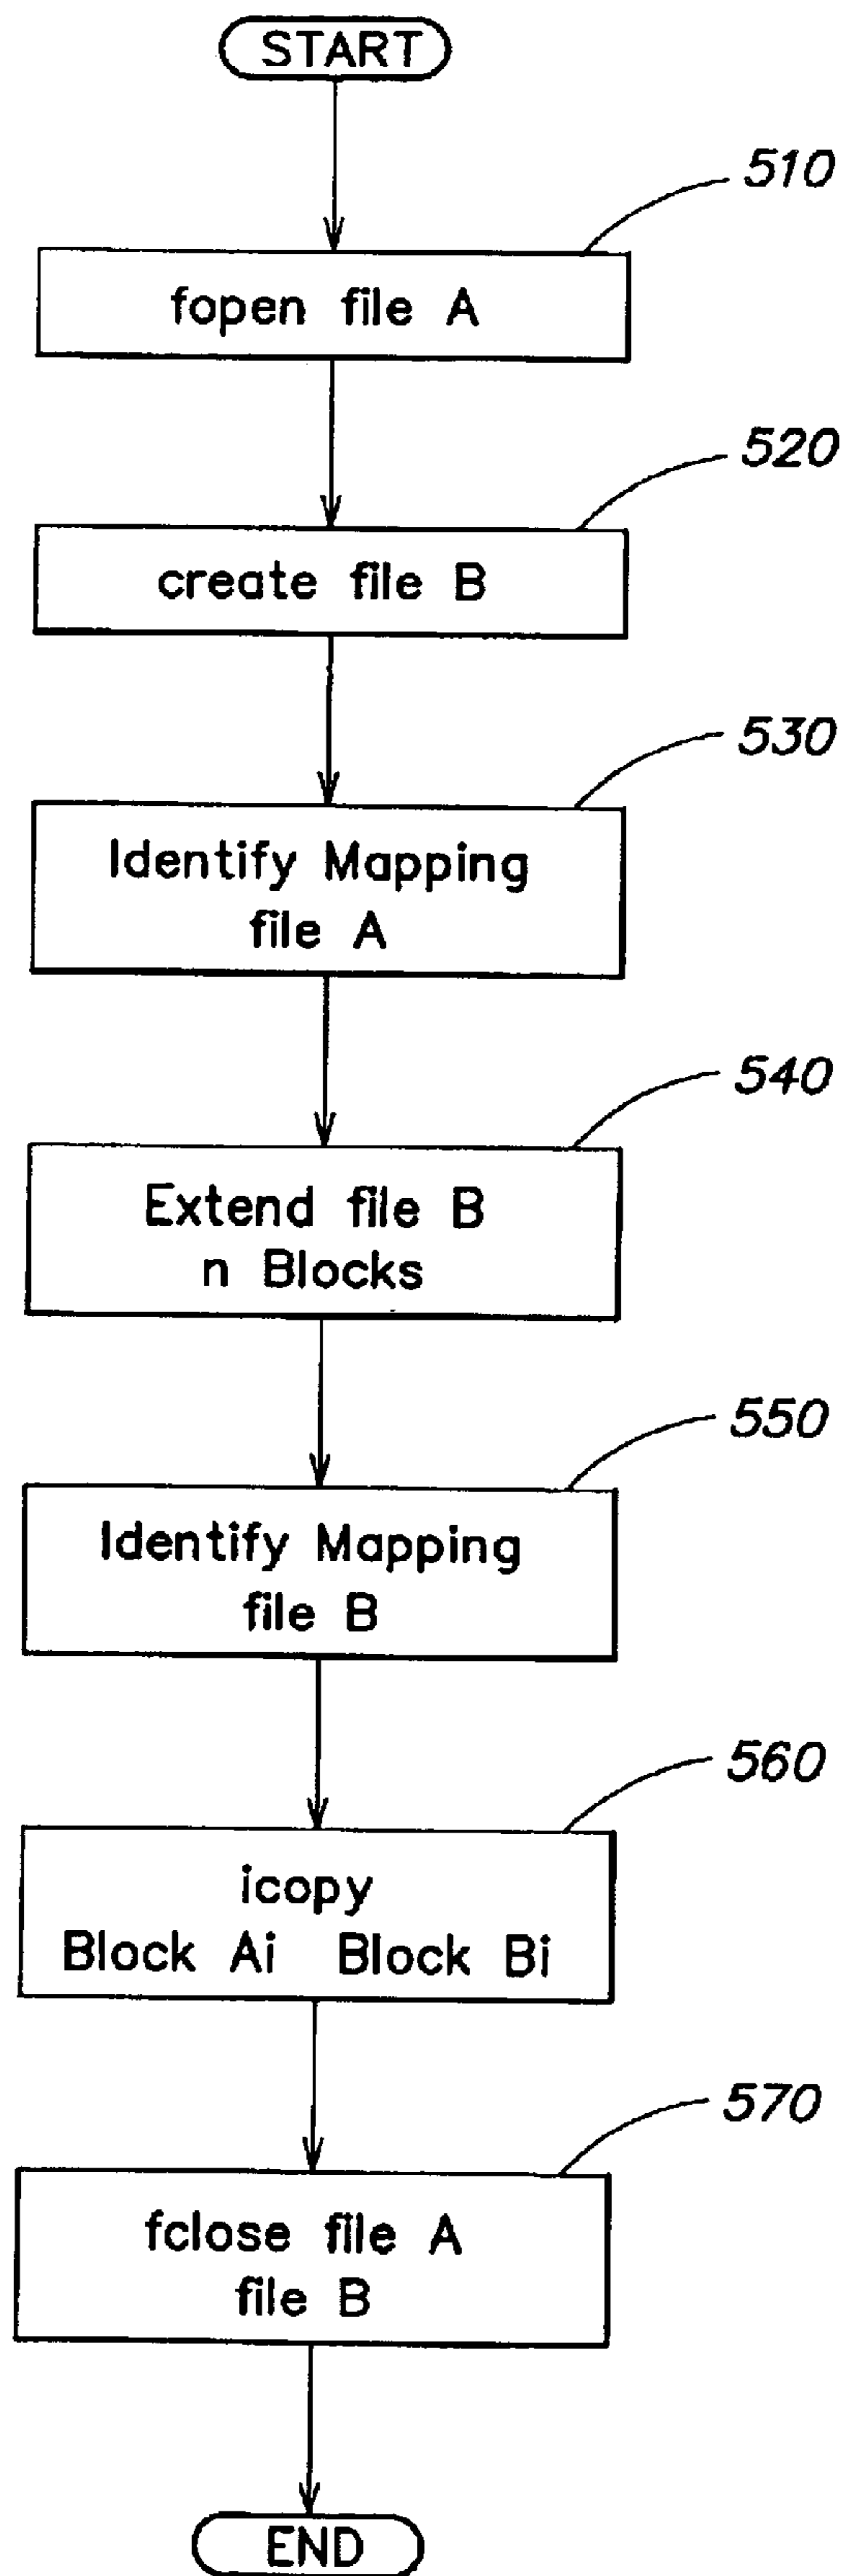 START
510
fopen file A
520
create file B
530
Identify Mapping
file A
540
Extend file B
n Blocks
550
Identify Mapping
file B
560
icopy
Block Ai Block Bi
570
fclose file A
file B
END